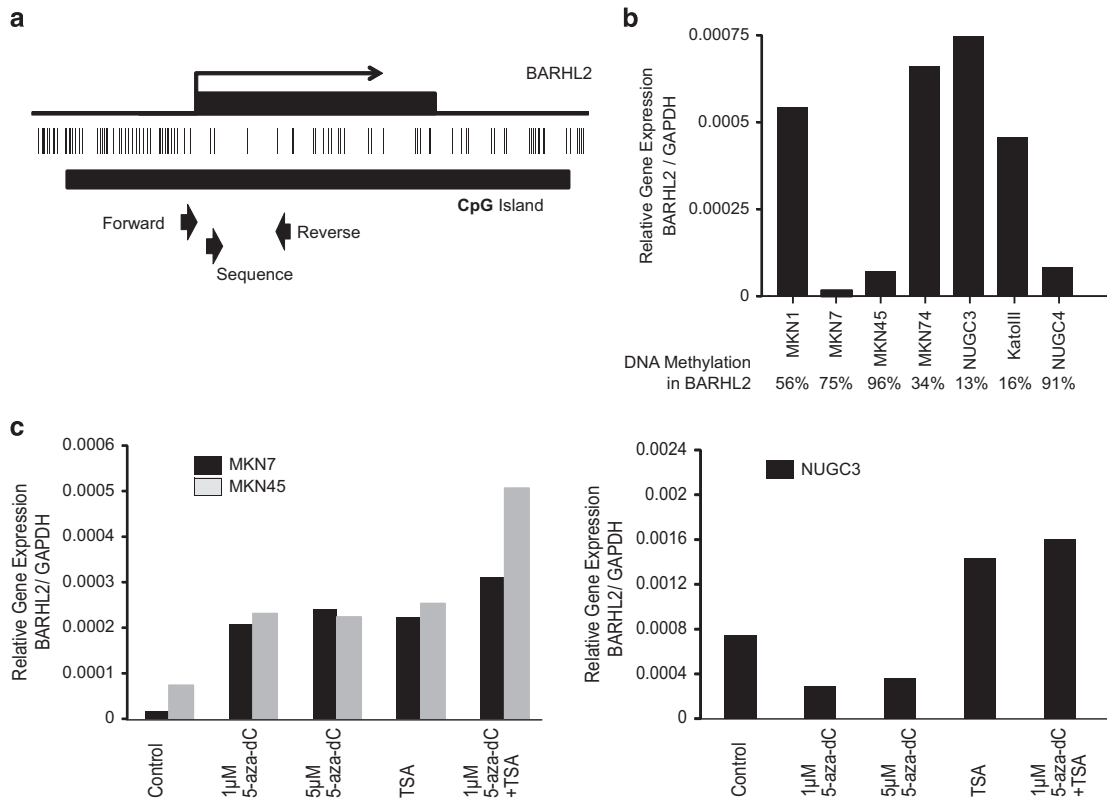 a
BARHL2
CpG Island
Forward
Reverse
Sequence
b
Relative Gene Expression
BARHL2 / GAPDH
0.00075
0.0005
0.00025
0
MKN1
MKN7
MKN45
MKN74
NUGC3
KatoIII
NUGC4
DNA Methylation
in BARHL2
56% 75% 96% 34% 13% 16% 91%
c
Relative Gene Expression
BARHL2/ GAPDH
0.0006
0.0005
0.0004
0.0003
0.0002
0.0001
0
MKN7
MKN45
Control
1µM
5-aza-dC
5µM
5-aza-dC
TSA
1µM
5-aza-dC
+TSA
Relative Gene Expression
BARHL2/ GAPDH
0.0024
0.002
0.0016
0.0012
0.0008
0.0004
0
NUGC3
Control
1µM
5-aza-dC
5µM
5-aza-dC
TSA
1µM
5-aza-dC
+TSA